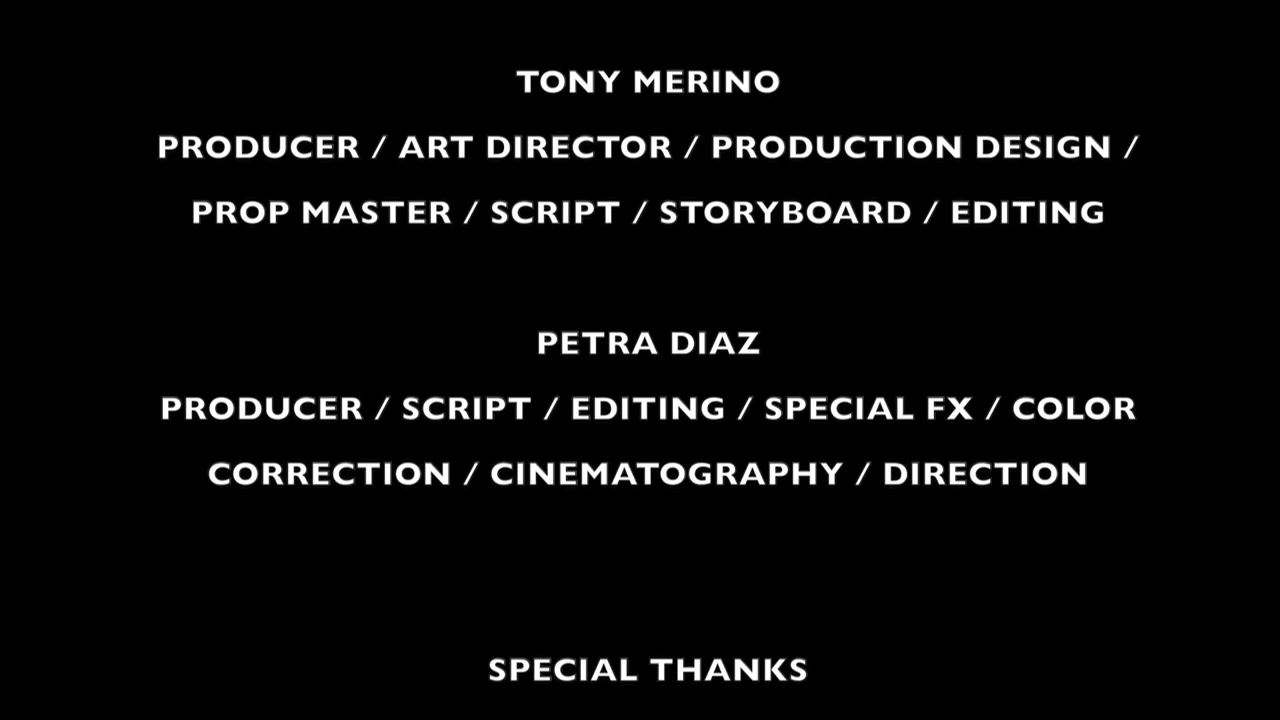 TONY MERINO
PRODUCER / ART DIRECTOR / PRODUCTION DESIGN /
PROP MASTER / SCRIPT / STORYBOARD / EDITING
PETRA DIAZ
PRODUCER / SCRIPT / EDITING / SPECIAL FX / COLOR
CORRECTION / CINEMATOGRAPHY / DIRECTION
SPECIAL THANKS